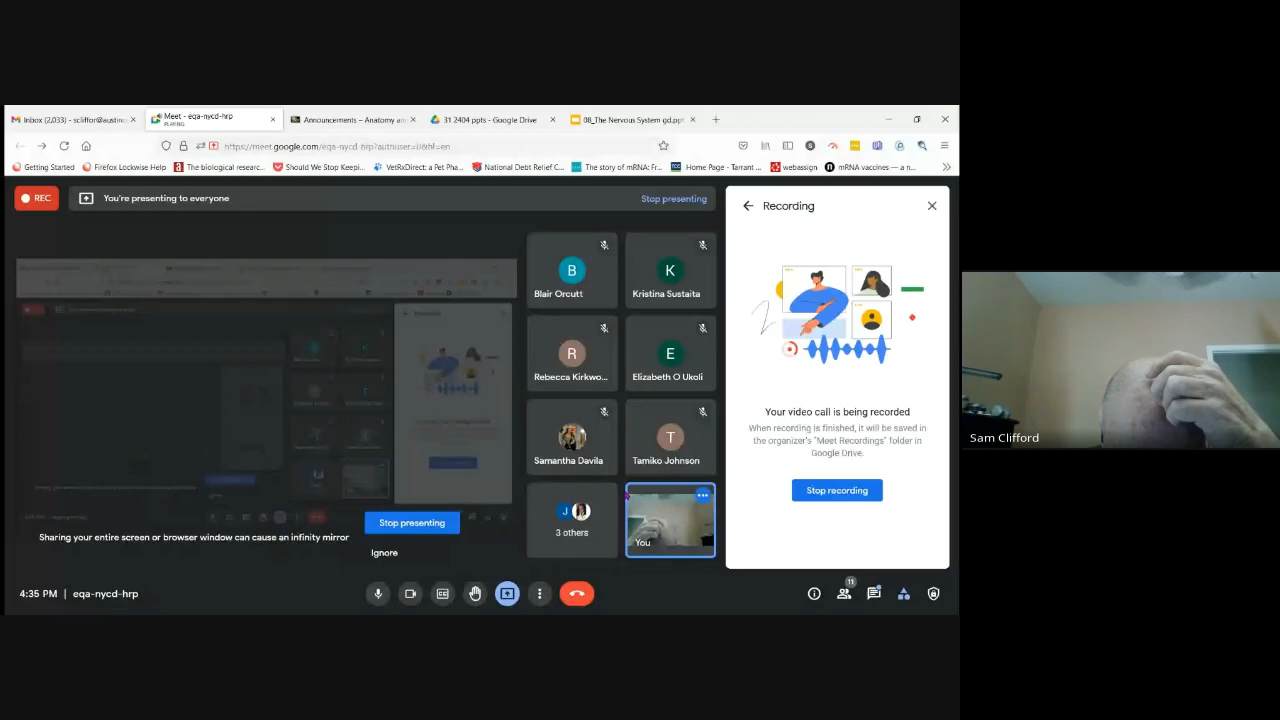 Inbox (2,033) - scliffor@austinc
Meet - eqa-nycd-hrp
PLAYING
Announcements – Anatomy an
31 2404 ppts - Google Drive
08_The Nervous System qd.ppt
https://meet.google.com/eqa-nycd-hrp?authuser=0&hl=en
Getting Started
Firefox Lockwise Help
The biological researc...
Should We Stop Keepi...
VetRxDirect: a Pet Pha...
National Debt Relief C...
The story of mRNA: Fr...
Home Page - Tarrant ...
webassign
mRNA vaccines — a n...
REC
You're presenting to everyone
Stop presenting
Recording
B
Blair Orcutt
K
Kristina Sustaita
R
Rebecca Kirkwo...
E
Elizabeth O Ukoli
Samantha Davila
T
Tamiko Johnson
J
3 others
You
Your video call is being recorded
When recording is finished, it will be saved
in the organizer's "Meet Recordings" folder in
Google Drive.
Stop recording
Stop presenting
Sharing your entire screen or browser window can cause an infinity mirror
Ignore
4:35 PM | eqa-nycd-hrp
11
Sam Clifford